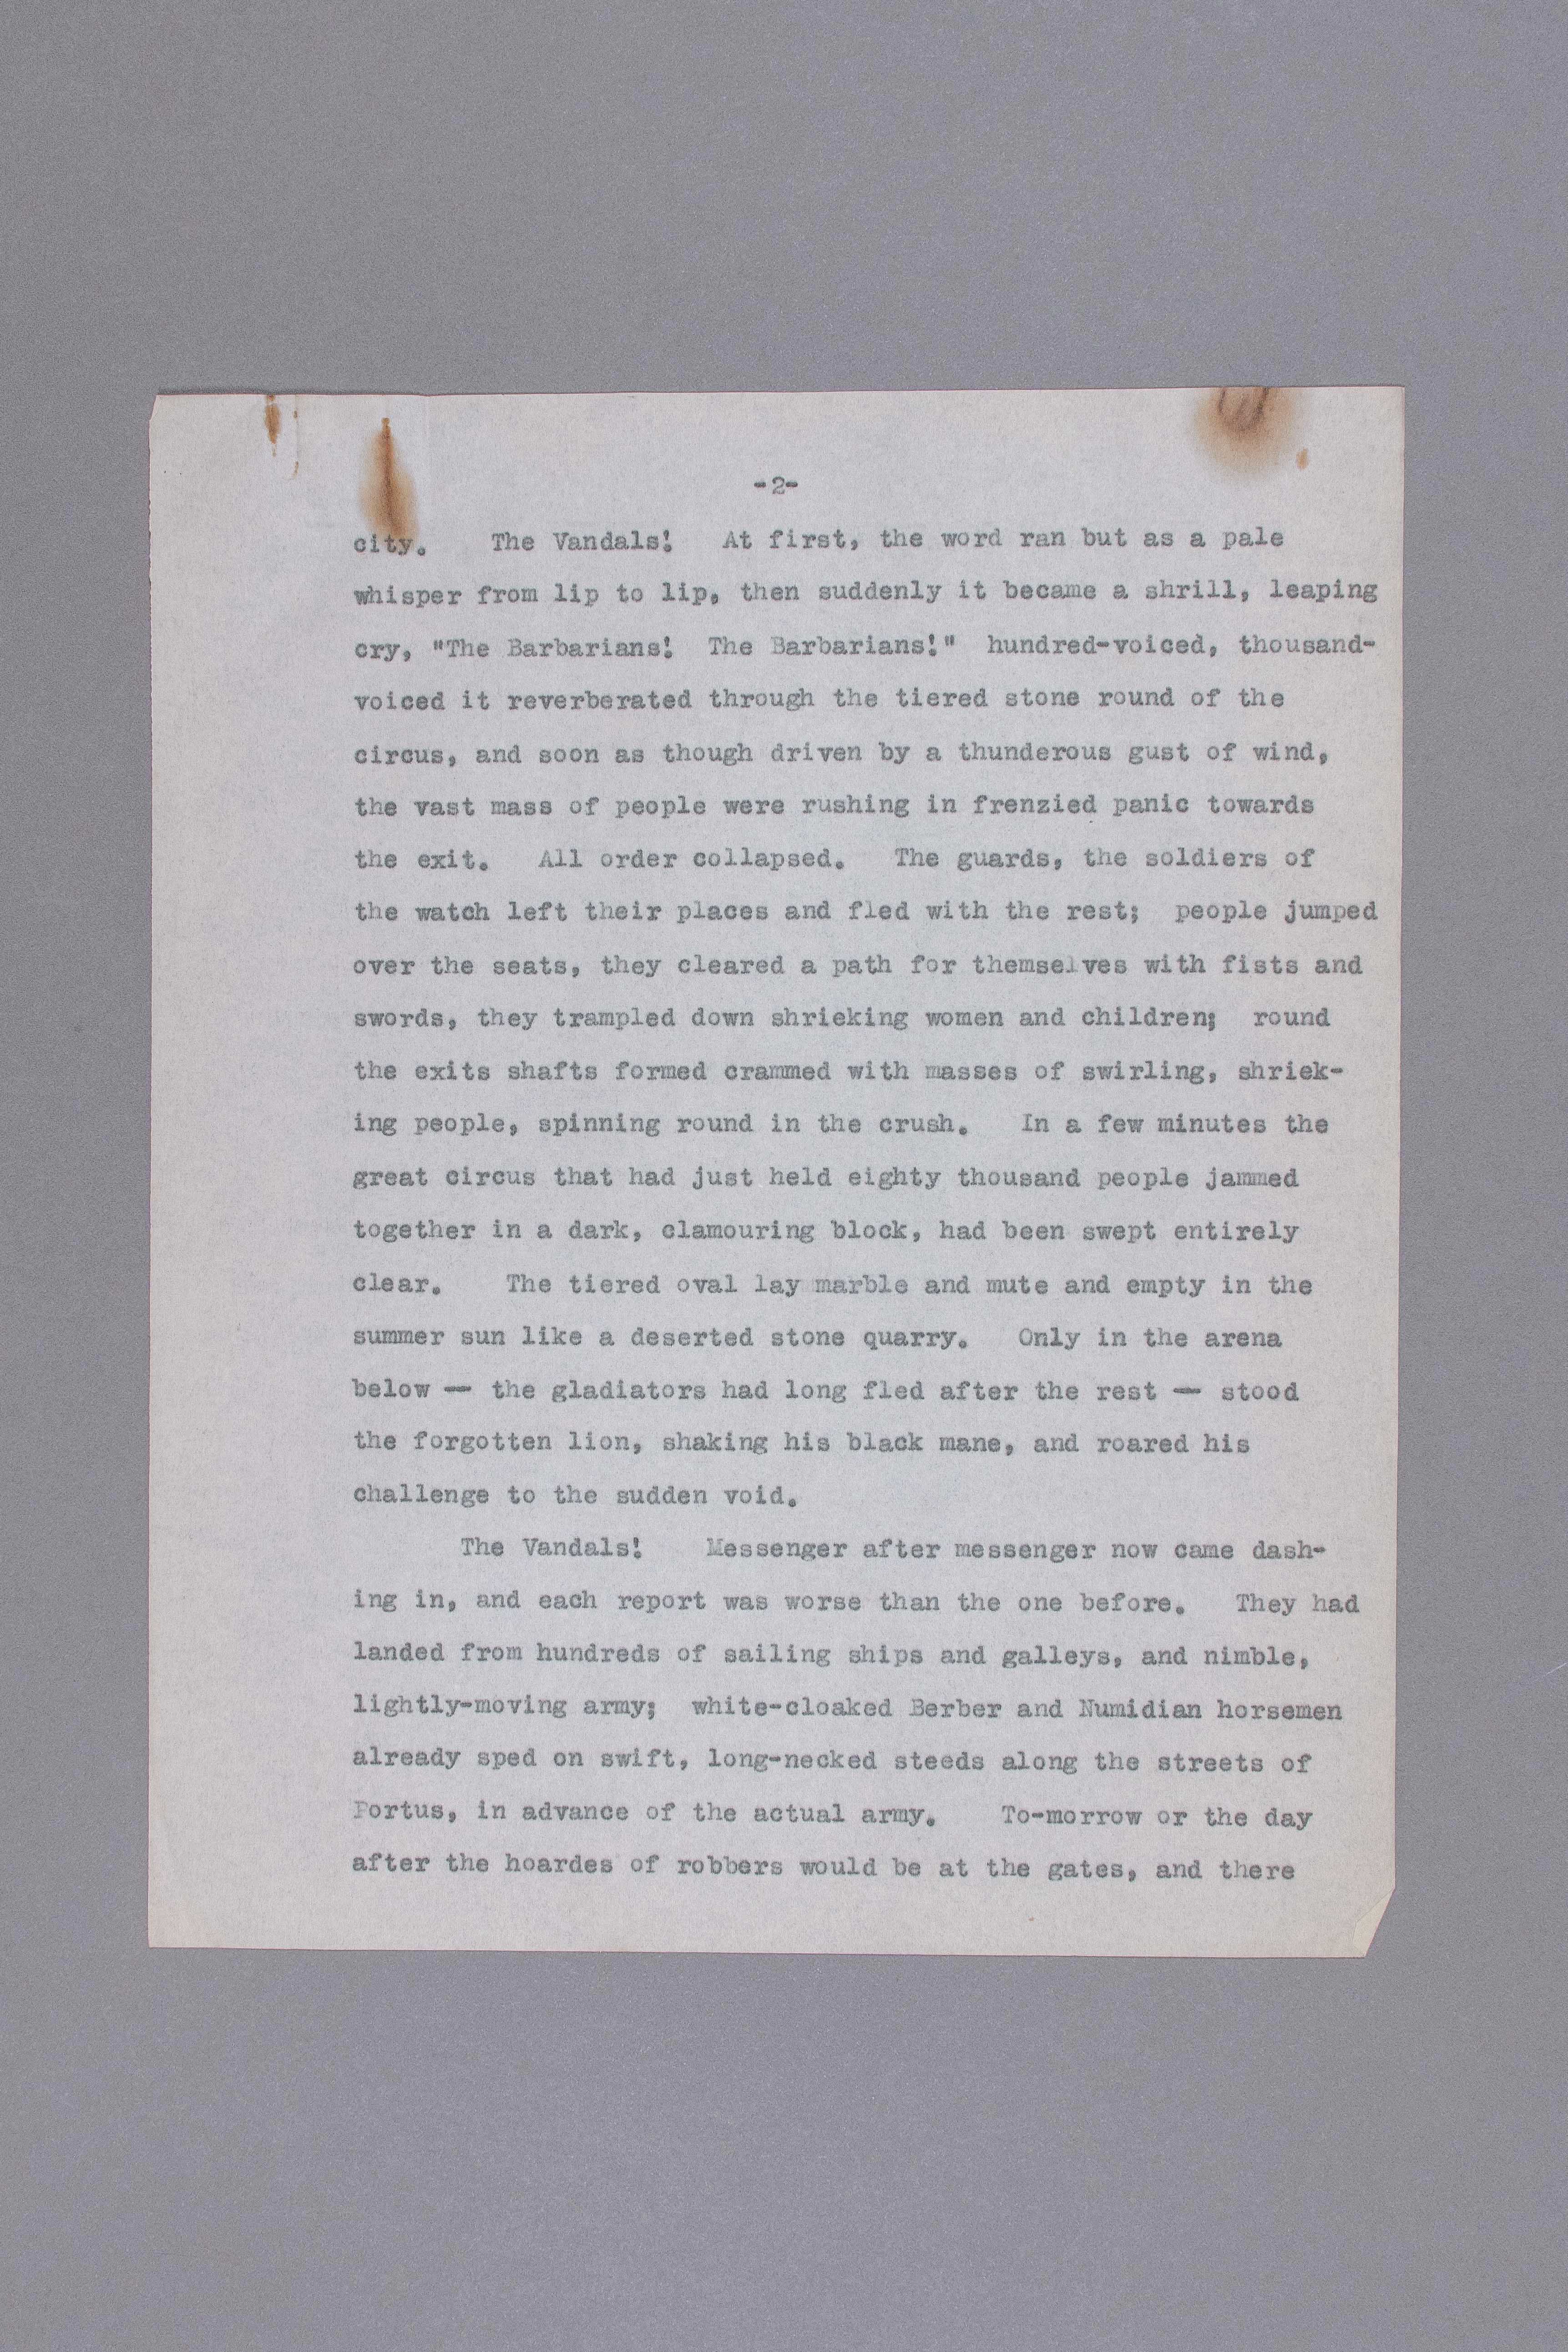 -2-
city. The Vandals! At first, the word ran but as a pale
whisper from lip to lip, then suddenly it became a shrill, leaping
cry, "The Barbarians! The Barbarians!" hundred-voiced, thousand-
voiced it reverberated through the tiered stone round of the
circus, and soon as though driven by a thunderous gust of wind,
the vast mass of people were rushing in frenzied panic towards
the exit. All order collapsed. The guards, the soldiers of
the watch left their places and fled with the rest; people jumped
over the seats, they cleared a path for themselves with fists and
swords, they trampled down shrieking women and children; round
the exits shafts formed crammed with masses of swirling, shriek-
ing people, spinning round in the crush. In a few minutes the
great circus that had just held eighty thousand people jammed
together in a dark, clamouring block, had been swept entirely
clear. The tiered oval lay marble and mute and empty in the
summer sun like a deserted stone quarry. Only in the arena
below — the gladiators had long fled after the rest — stood
the forgotten lion, shaking his black mane, and roared his
challenge to the sudden void.
The Vandals! Messenger after messenger now came dash-
ing in, and each report was worse than the one before. They had
landed from hundreds of sailing ships and galleys, and nimble,
lightly-moving army; white-cloaked Berber and Numidian horsemen
already sped on swift, long-necked steeds along the streets of
Portus, in advance of the actual army. To-morrow or the day
after the hoardes of robbers would be at the gates, and there